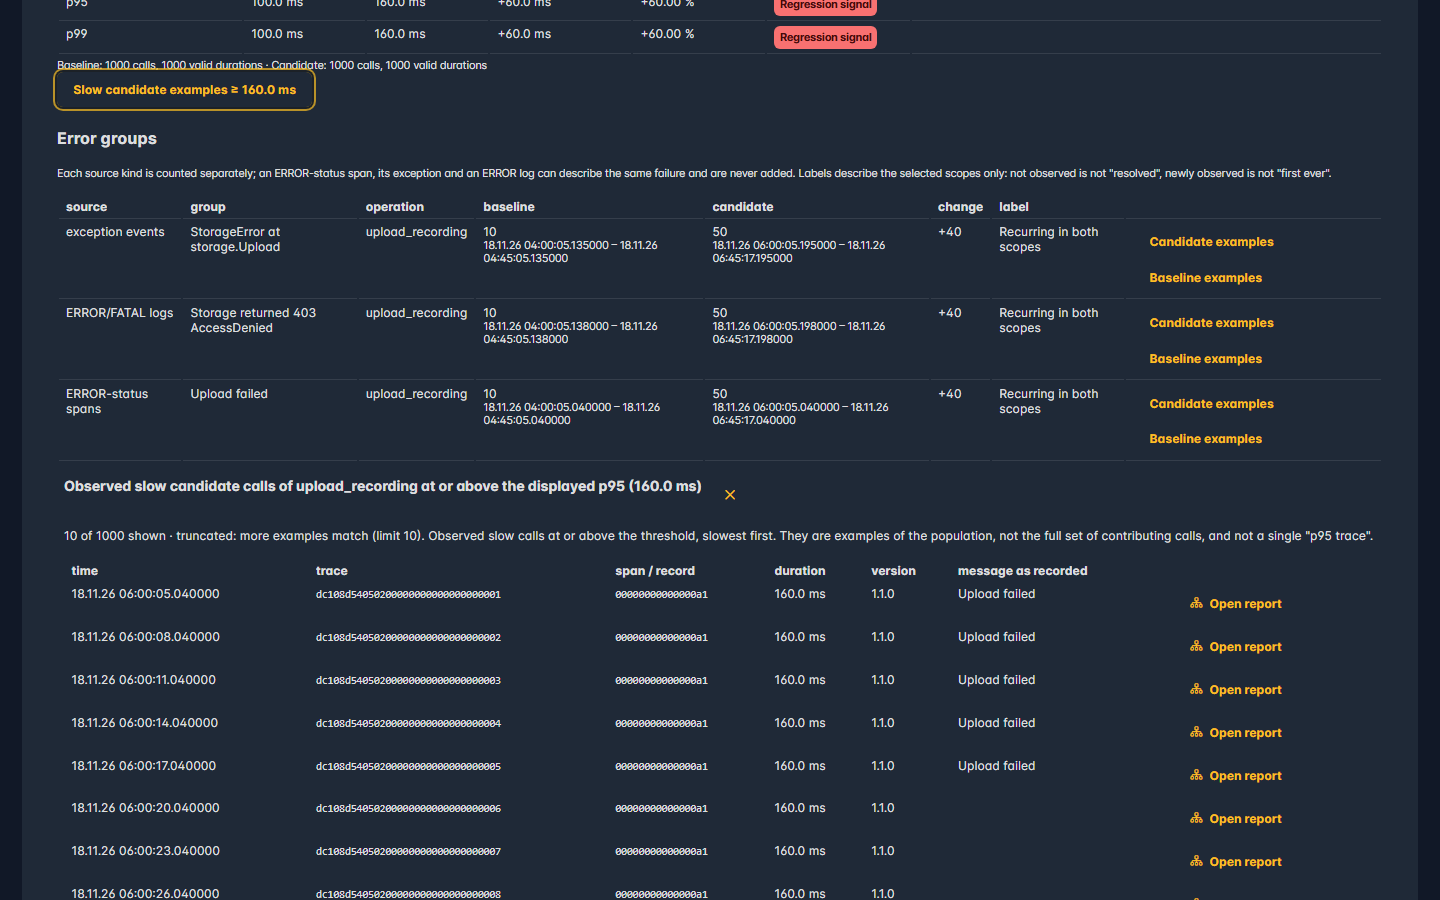 p95 100.0 ms 160.0 ms +60.0 ms +60.00 % Regression signal
p99 100.0 ms 160.0 ms +60.0 ms +60.00 % Regression signal
Baseline: 1000 calls, 1000 valid durations · Candidate: 1000 calls, 1000 valid durations
Slow candidate examples ≥ 160.0 ms
Error groups
Each source kind is counted separately; an ERROR-status span, its exception and an ERROR log can describe the same failure and are never added. Labels describe the selected scopes only: not observed is not "resolved", newly observed is not "first ever".
source group operation baseline candidate change label
exception events StorageError at upload_recording 10 50 +40 Recurring in both
storage.Upload 18.11.26 04:00:05.135000 – 18.11.26 18.11.26 06:00:05.195000 – 18.11.26 scopes Candidate examples
04:45:05.135000 06:45:17.195000
Baseline examples
ERROR/FATAL logs Storage returned 403 upload_recording 10 50 +40 Recurring in both
AccessDenied 18.11.26 04:00:05.138000 – 18.11.26 18.11.26 06:00:05.198000 – 18.11.26 scopes Candidate examples
04:45:05.138000 06:45:17.198000
Baseline examples
ERROR-status Upload failed upload_recording 10 50 +40 Recurring in both
spans 18.11.26 04:00:05.040000 – 18.11.26 18.11.26 06:00:05.040000 – 18.11.26 scopes Candidate examples
04:45:05.040000 06:45:17.040000
Baseline examples
Observed slow candidate calls of upload_recording at or above the displayed p95 (160.0 ms)
10 of 1000 shown · truncated: more examples match (limit 10). Observed slow calls at or above the threshold, slowest first. They are examples of the population, not the full set of contributing calls, and not a single "p95 trace".
time trace span / record duration version message as recorded
18.11.26 06:00:05.040000 dc108d54050200000000000000000001 00000000000000a1 160.0 ms 1.1.0 Upload failed Open report
18.11.26 06:00:08.040000 dc108d54050200000000000000000002 00000000000000a1 160.0 ms 1.1.0 Upload failed Open report
18.11.26 06:00:11.040000 dc108d54050200000000000000000003 00000000000000a1 160.0 ms 1.1.0 Upload failed Open report
18.11.26 06:00:14.040000 dc108d54050200000000000000000004 00000000000000a1 160.0 ms 1.1.0 Upload failed Open report
18.11.26 06:00:17.040000 dc108d54050200000000000000000005 00000000000000a1 160.0 ms 1.1.0 Upload failed Open report
18.11.26 06:00:20.040000 dc108d54050200000000000000000006 00000000000000a1 160.0 ms 1.1.0 Open report
18.11.26 06:00:23.040000 dc108d54050200000000000000000007 00000000000000a1 160.0 ms 1.1.0 Open report
18.11.26 06:00:26.040000 dc108d54050200000000000000000008 00000000000000a1 160.0 ms 1.1.0